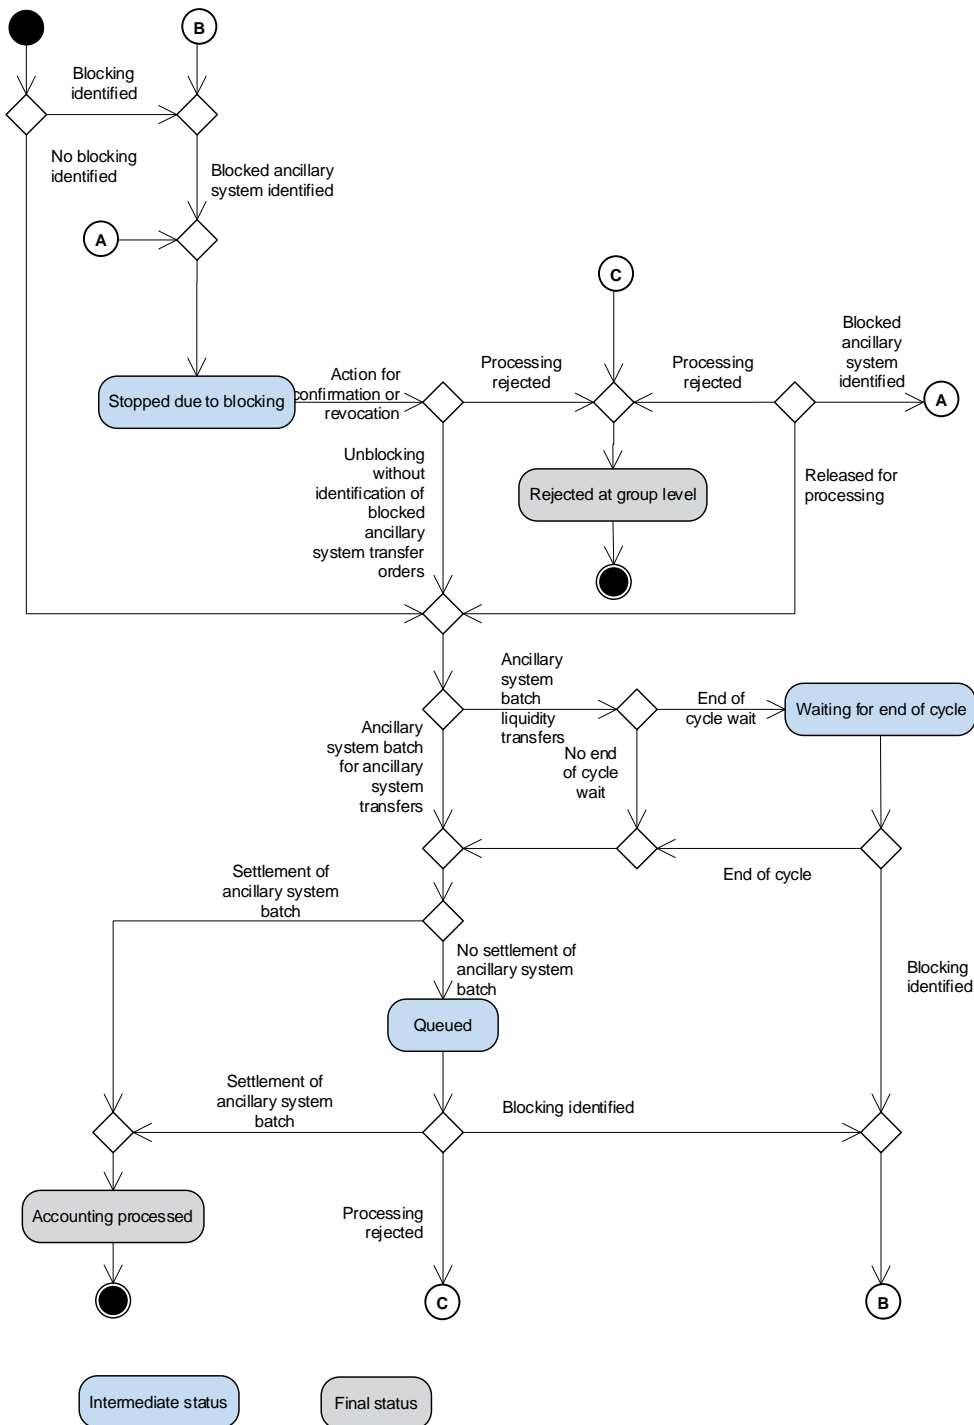 B
Blocking
identified
No blocking
identified
Blocked ancillary
system identified
A
C
Blocked
ancillary
system
identified
Processing
rejected
Processing
rejected
A
Action for
confirmation or
revocation
Stopped due to blocking
Unblocking
without
identification of
blocked
ancillary
system transfer
orders
Rejected at group level
Released for
processing
Ancillary
system
batch
liquidity
transfers
End of
cycle wait
Waiting for end of cycle
Ancillary
system batch
for ancillary
system
transfers
No end
of cycle
wait
End of cycle
Settlement of
ancillary system
batch
No settlement of
ancillary system
batch
Blocking
identified
Queued
Settlement of
ancillary system
batch
Blocking identified
Accounting processed
Processing
rejected
C
B
Intermediate status
Final status